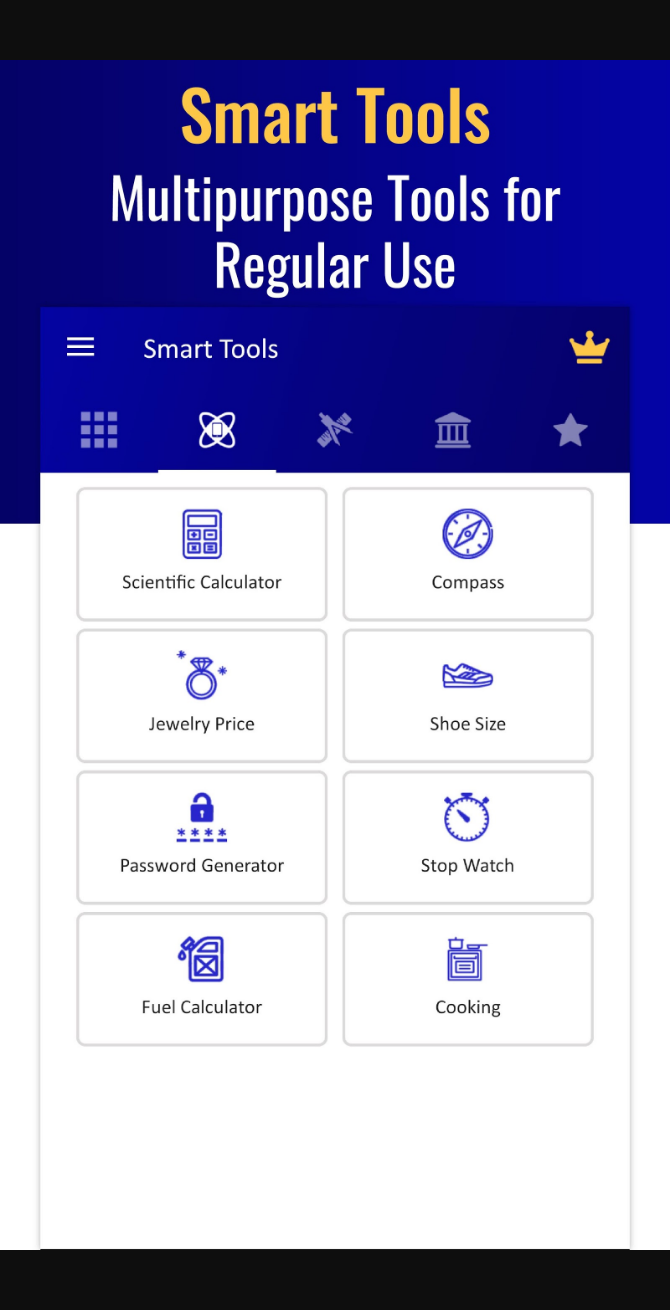 Smart Tools
Multipurpose Tools for
Regular Use
Smart Tools
Scientific Calculator
Compass
Jewelry Price
Shoe Size
Password Generator
Stop Watch
Fuel Calculator
Cooking